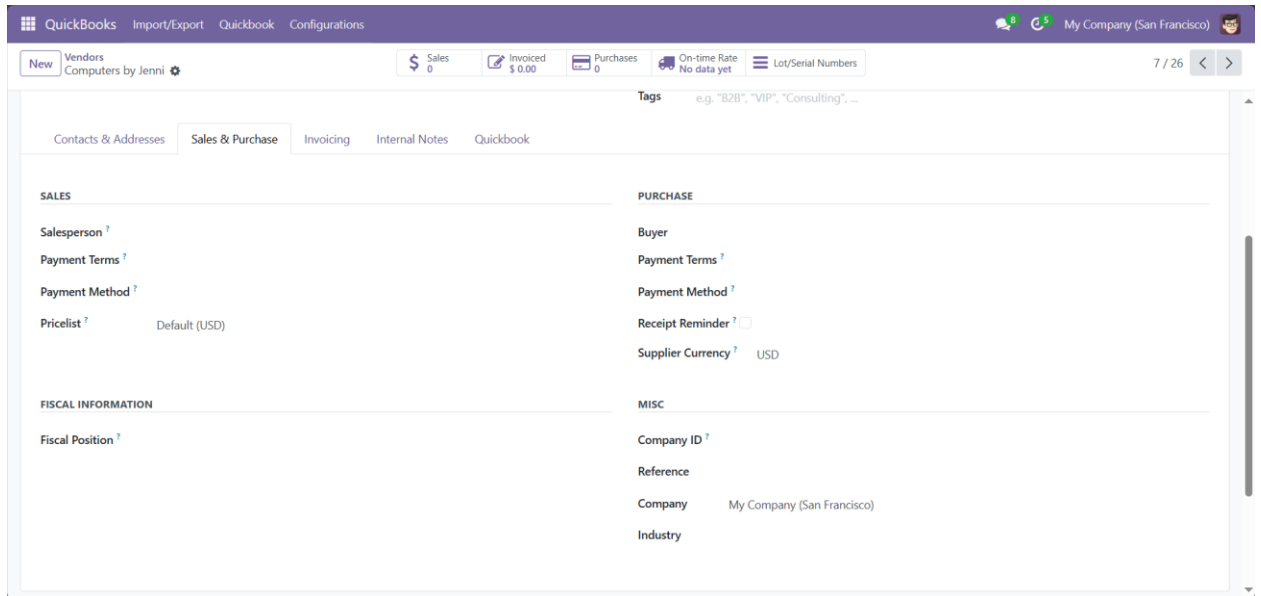 QuickBooks Import/Export Quickbook Configurations 8 5 My Company (San Francisco)
New Vendors Sales Invoiced Purchases On-time Rate Lot/Serial Numbers 7 / 26
Computers by Jenni 0 $ 0.00 0 No data yet
Tags e.g. "B2B", "VIP", "Consulting", ...
Contacts & Addresses Sales & Purchase Invoicing Internal Notes Quickbook
SALES
Salesperson ?
Payment Terms ?
Payment Method ?
Pricelist ? Default (USD)
PURCHASE
Buyer
Payment Terms ?
Payment Method ?
Receipt Reminder ?
Supplier Currency ? USD
FISCAL INFORMATION
Fiscal Position ?
MISC
Company ID ?
Reference
Company My Company (San Francisco)
Industry